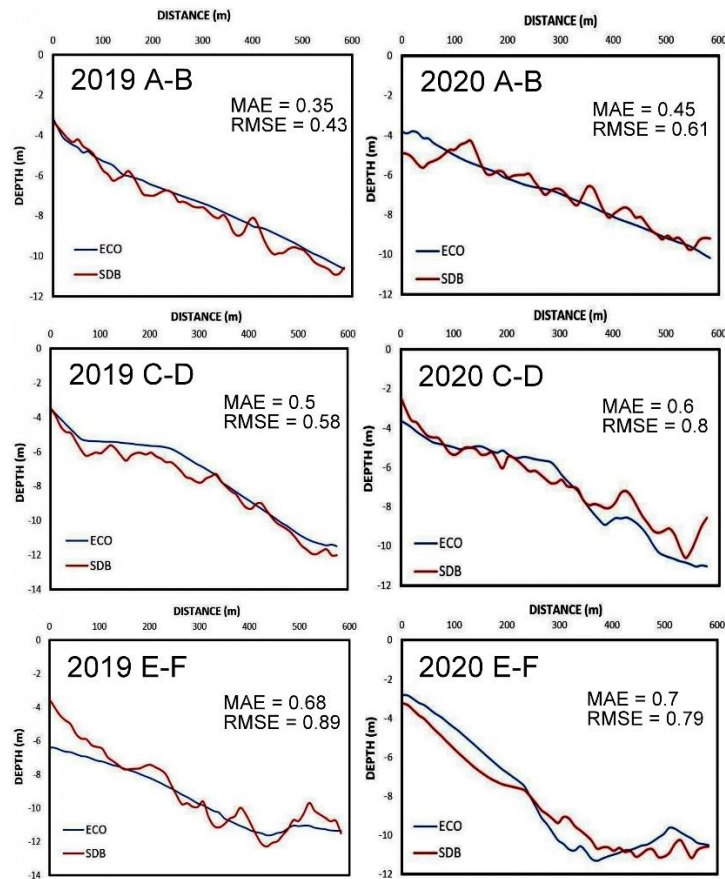 DISTANCE (m)
0 100 200 300 400 500 600
0
-2
-4
-6
-8
-10
-12
DEPTH (m)
2019 A-B
MAE = 0.35
RMSE = 0.43
ECO
SDB
DISTANCE (m)
0 100 200 300 400 500 600
0
-2
-4
-6
-8
-10
-12
DEPTH (m)
2020 A-B
MAE = 0.45
RMSE = 0.61
ECO
SDB
DISTANCE (m)
0 100 200 300 400 500 600
0
-2
-4
-6
-8
-10
-12
-14
DEPTH (m)
2019 C-D
MAE = 0.5
RMSE = 0.58
ECO
SDB
DISTANCE (m)
0 100 200 300 400 500 600
0
-2
-4
-6
-8
-10
-12
DEPTH (m)
2020 C-D
MAE = 0.6
RMSE = 0.8
ECO
SDB
DISTANCE (m)
0 100 200 300 400 500 600
0
-2
-4
-6
-8
-10
-12
-14
DEPTH (m)
2019 E-F
MAE = 0.68
RMSE = 0.89
ECO
SDB
DISTANCE (m)
0 100 200 300 400 500 600
0
-2
-4
-6
-8
-10
-12
DEPTH (m)
2020 E-F
MAE = 0.7
RMSE = 0.79
ECO
SDB